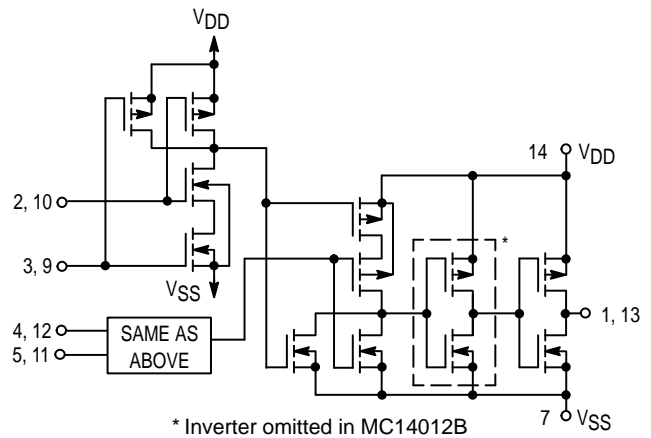 VDD
14 VDD
2, 10
*
3, 9
VSS
1, 13
4, 12
5, 11
SAME AS
ABOVE
7 VSS
* Inverter omitted in MC14012B